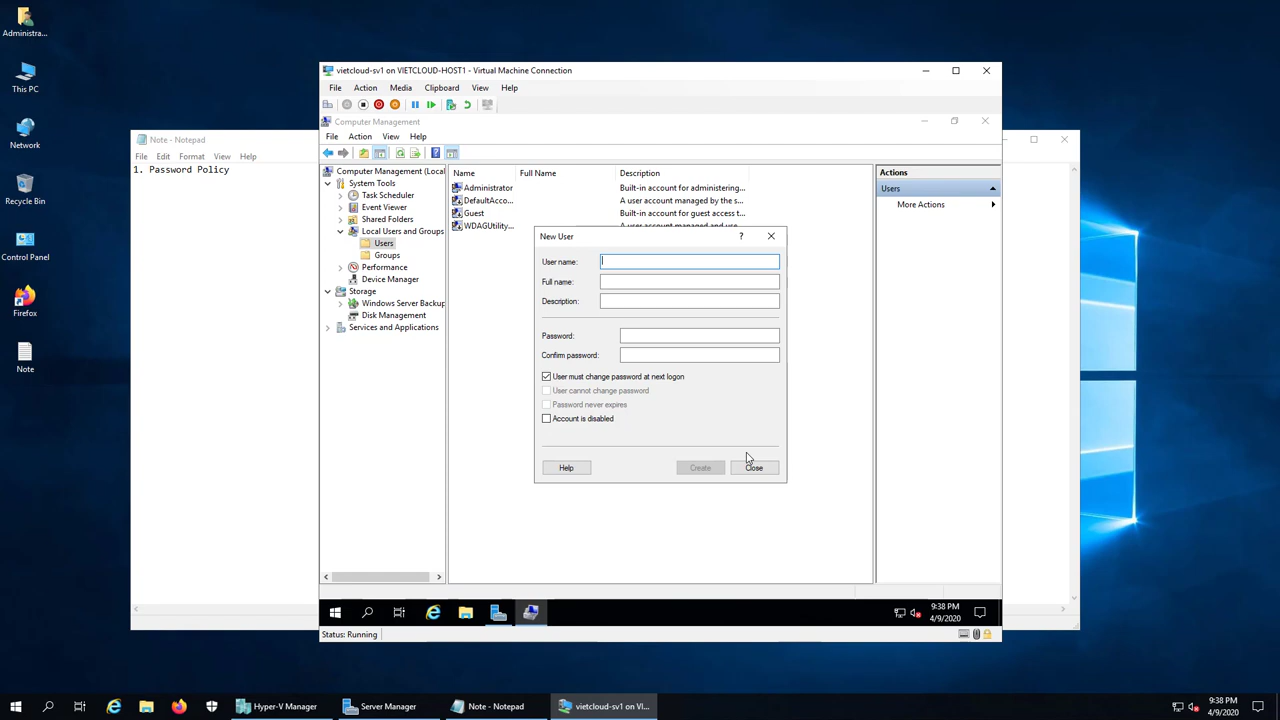 Administra...
This PC
Network
Recycle Bin
Control Panel
Firefox
Note
Note - Notepad
File Edit Format View Help
1. Password Policy
vietcloud-sv1 on VIETCLOUD-HOST1 - Virtual Machine Connection
File Action Media Clipboard View Help
Computer Management
File Action View Help
Computer Management (Local
System Tools
Task Scheduler
Event Viewer
Shared Folders
Local Users and Groups
Users
Groups
Performance
Device Manager
Storage
Windows Server Backup
Disk Management
Services and Applications
Name Full Name Description
Administrator Built-in account for administering...
DefaultAcco... A user account managed by the s...
Guest Built-in account for guest access t...
WDAGUtility... A user account managed and use...
Actions
Users
More Actions
New User
User name:
Full name:
Description:
Password:
Confirm password:
User must change password at next logon
User cannot change password
Password never expires
Account is disabled
Help Create Close
9:38 PM
4/9/2020
Status: Running
Hyper-V Manager Server Manager Note - Notepad vietcloud-sv1 on VI...
9:38 PM
4/9/2020